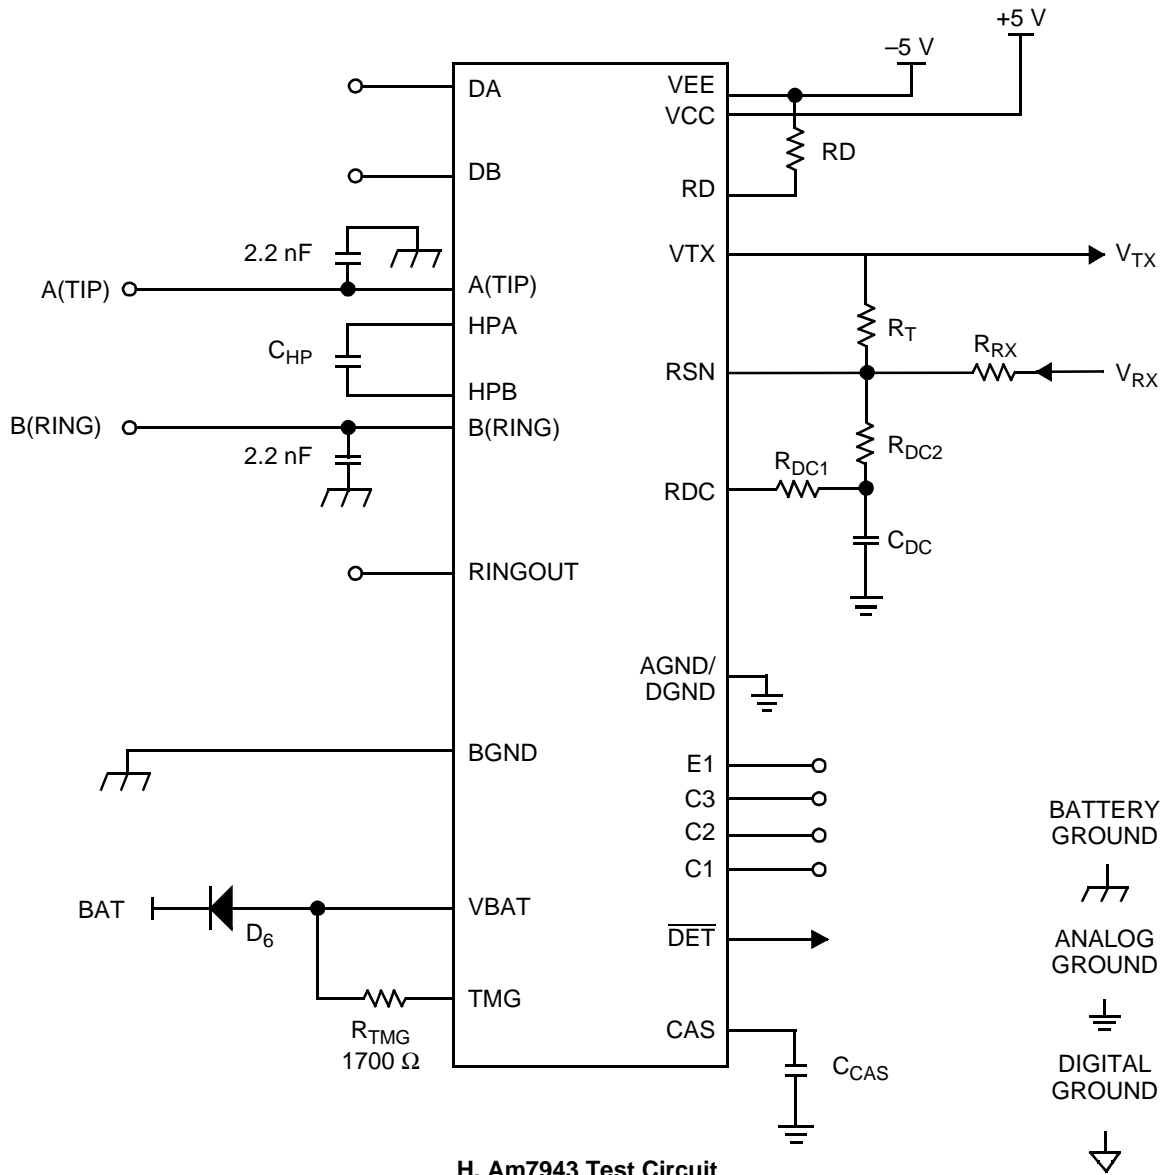 +5 V
–5 V
DA
VEE
VCC
RD
DB
RD
2.2 nF
VTX
V_TX
A(TIP)
A(TIP)
HPA
R_T
C_HP
R_RX
RSN
V_RX
HPB
B(RING)
B(RING)
R_DC2
2.2 nF
R_DC1
RDC
C_DC
RINGOUT
AGND/
DGND
BGND
E1
C3
C2
C1
BATTERY
GROUND
BAT
D_6
VBAT
DET
ANALOG
GROUND
TMG
R_TMG
1700 Ω
CAS
C_CAS
DIGITAL
GROUND
H. Am7943 Test Circuit